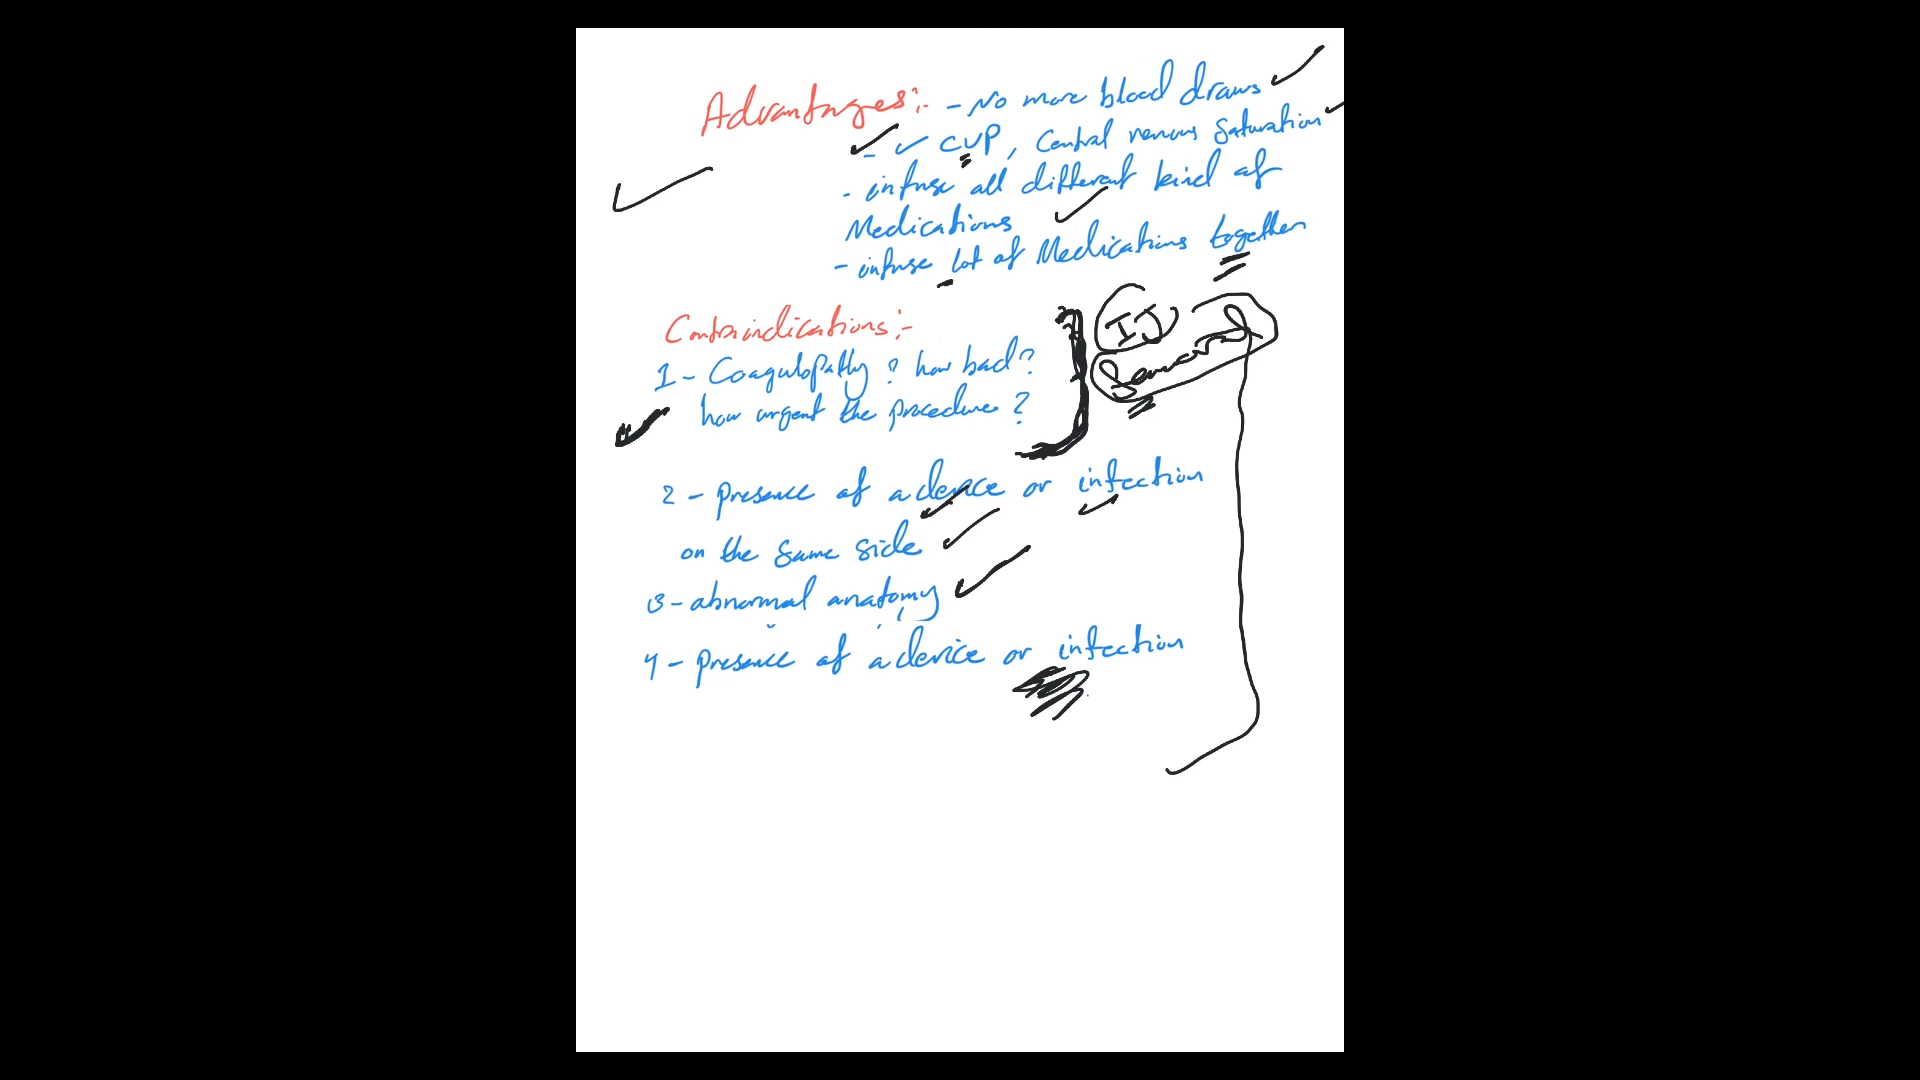 Advantages:- - No more blood draws
- ✓ CVP, Central venous Saturation
- infuse all different kind of
Medications
- infuse lot of Medications together
Contraindications:-
IJ
Femoral
1- Coagulopathy? how bad?
how urgent the procedure?
2- presence of a device or infection
on the same side
3- abnormal anatomy
4- presence of a device or infection